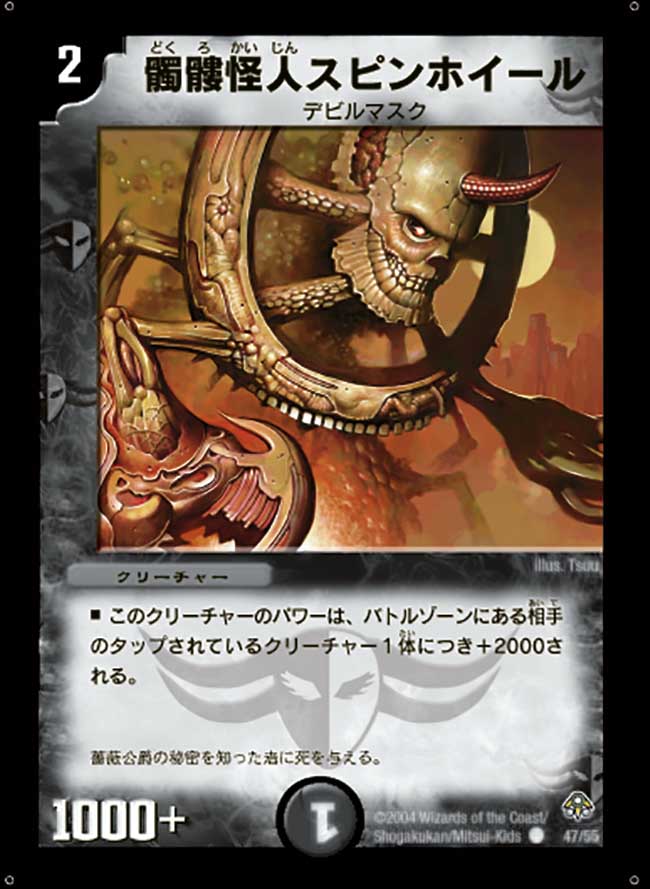 2
どく ろ かい じん
髑髏怪人スピンホイール
デビルマスク
illus. Tsuu
クリーチャー
■ このクリーチャーのパワーは、バトルゾーンにある相手
のタップされているクリーチャー1体につき+2000さ
れる。
薔薇公爵の秘密を知った者に死を与える。
1000+
1
©2004 Wizards of the Coast/
Shogakukan/Mitsui-Kids
47/55